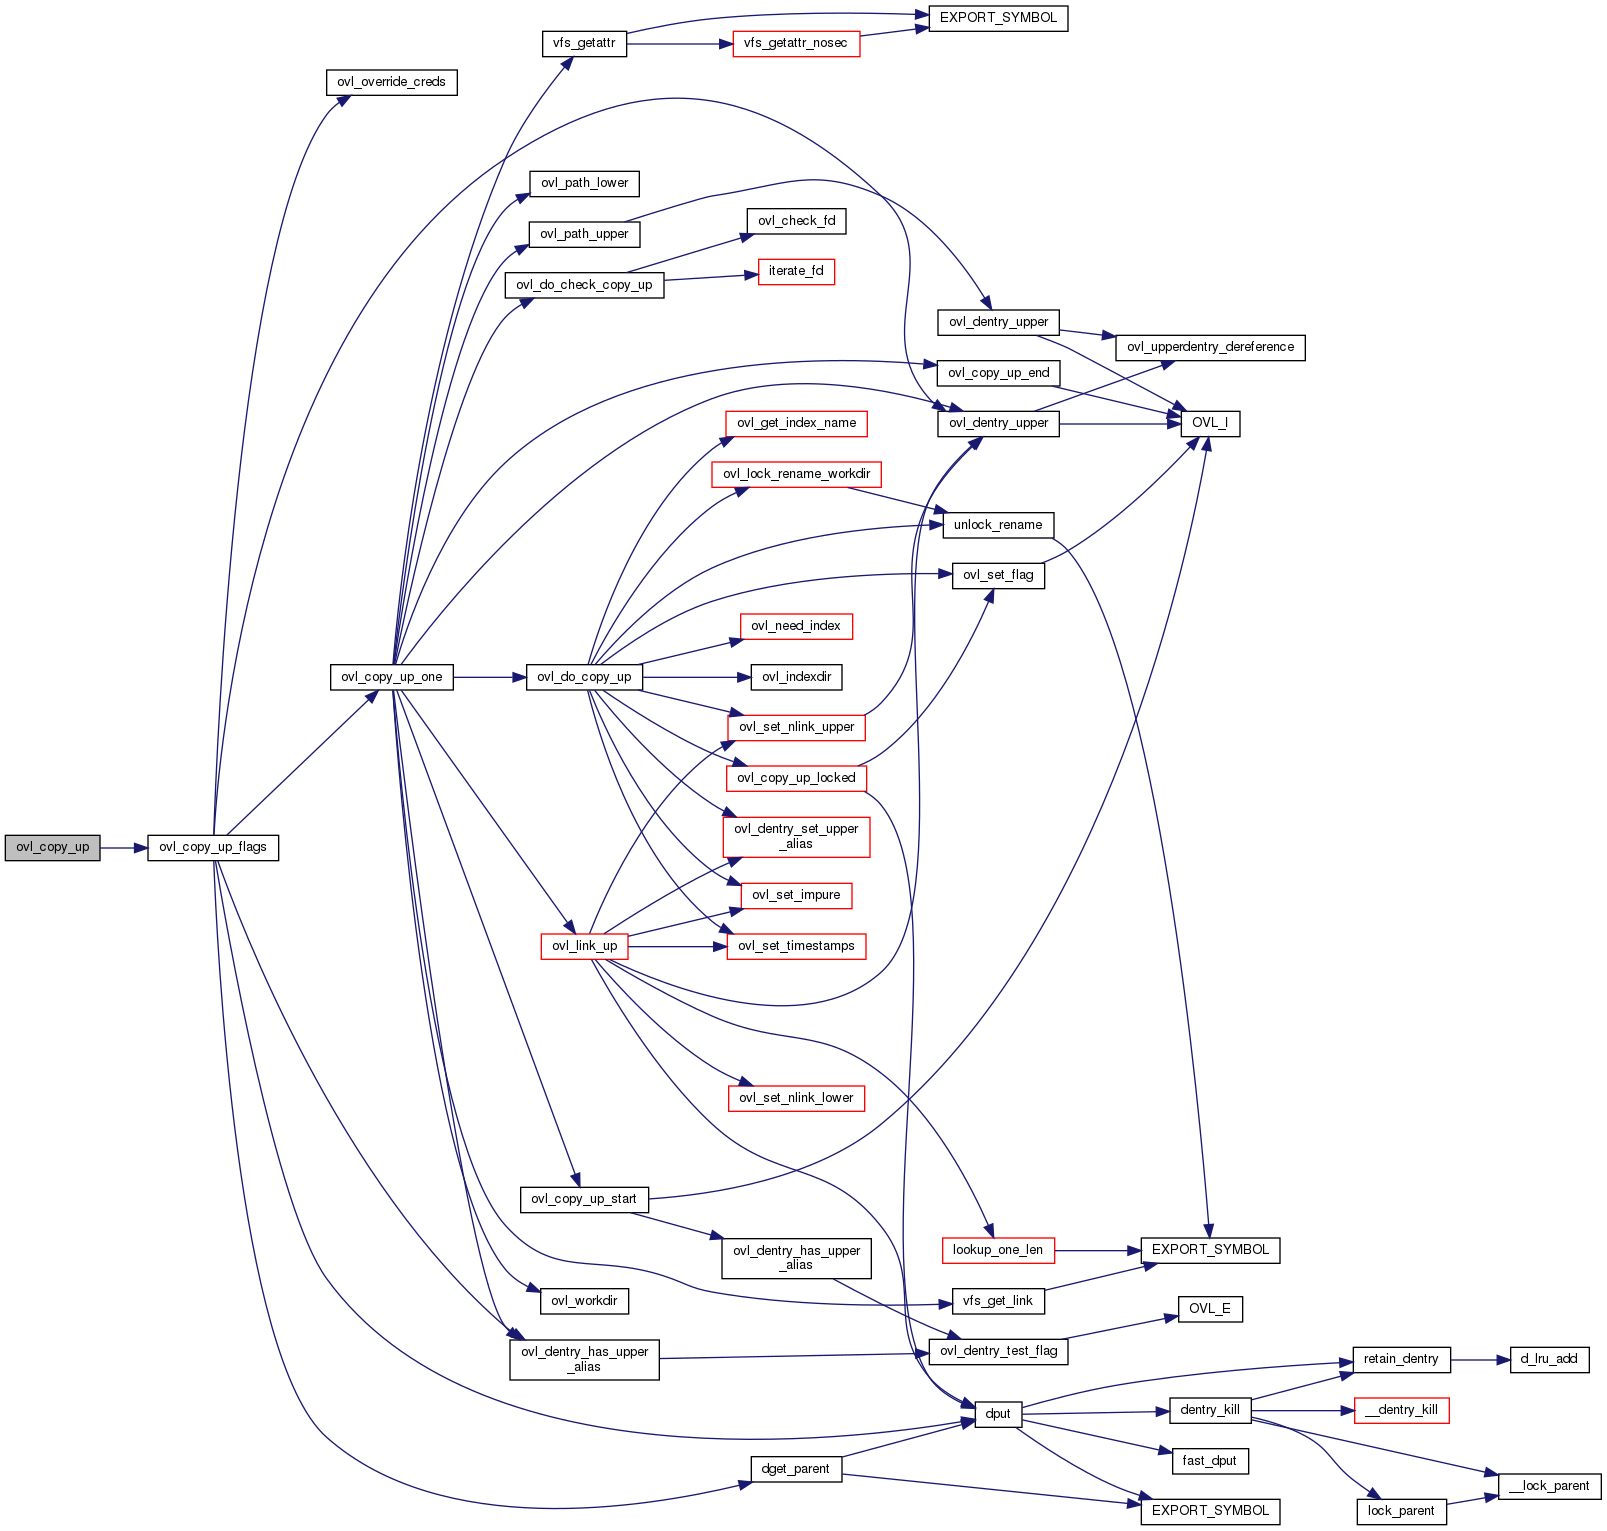 EXPORT_SYMBOL
vfs_getattr
vfs_getattr_nosec
ovl_override_creds
ovl_path_lower
ovl_check_fd
ovl_path_upper
iterate_fd
ovl_do_check_copy_up
ovl_dentry_upper
ovl_upperdentry_dereference
ovl_copy_up_end
ovl_get_index_name
ovl_dentry_upper
OVL_I
ovl_lock_rename_workdir
unlock_rename
ovl_set_flag
ovl_need_index
ovl_copy_up_one
ovl_do_copy_up
ovl_indexdir
ovl_set_nlink_upper
ovl_copy_up_locked
ovl_dentry_set_upper
_alias
ovl_copy_up
ovl_copy_up_flags
ovl_set_impure
ovl_link_up
ovl_set_timestamps
ovl_set_nlink_lower
ovl_copy_up_start
ovl_dentry_has_upper
_alias
lookup_one_len
EXPORT_SYMBOL
ovl_workdir
vfs_get_link
OVL_E
ovl_dentry_has_upper
_alias
ovl_dentry_test_flag
retain_dentry
d_lru_add
dput
dentry_kill
__dentry_kill
fast_dput
dget_parent
__lock_parent
EXPORT_SYMBOL
lock_parent